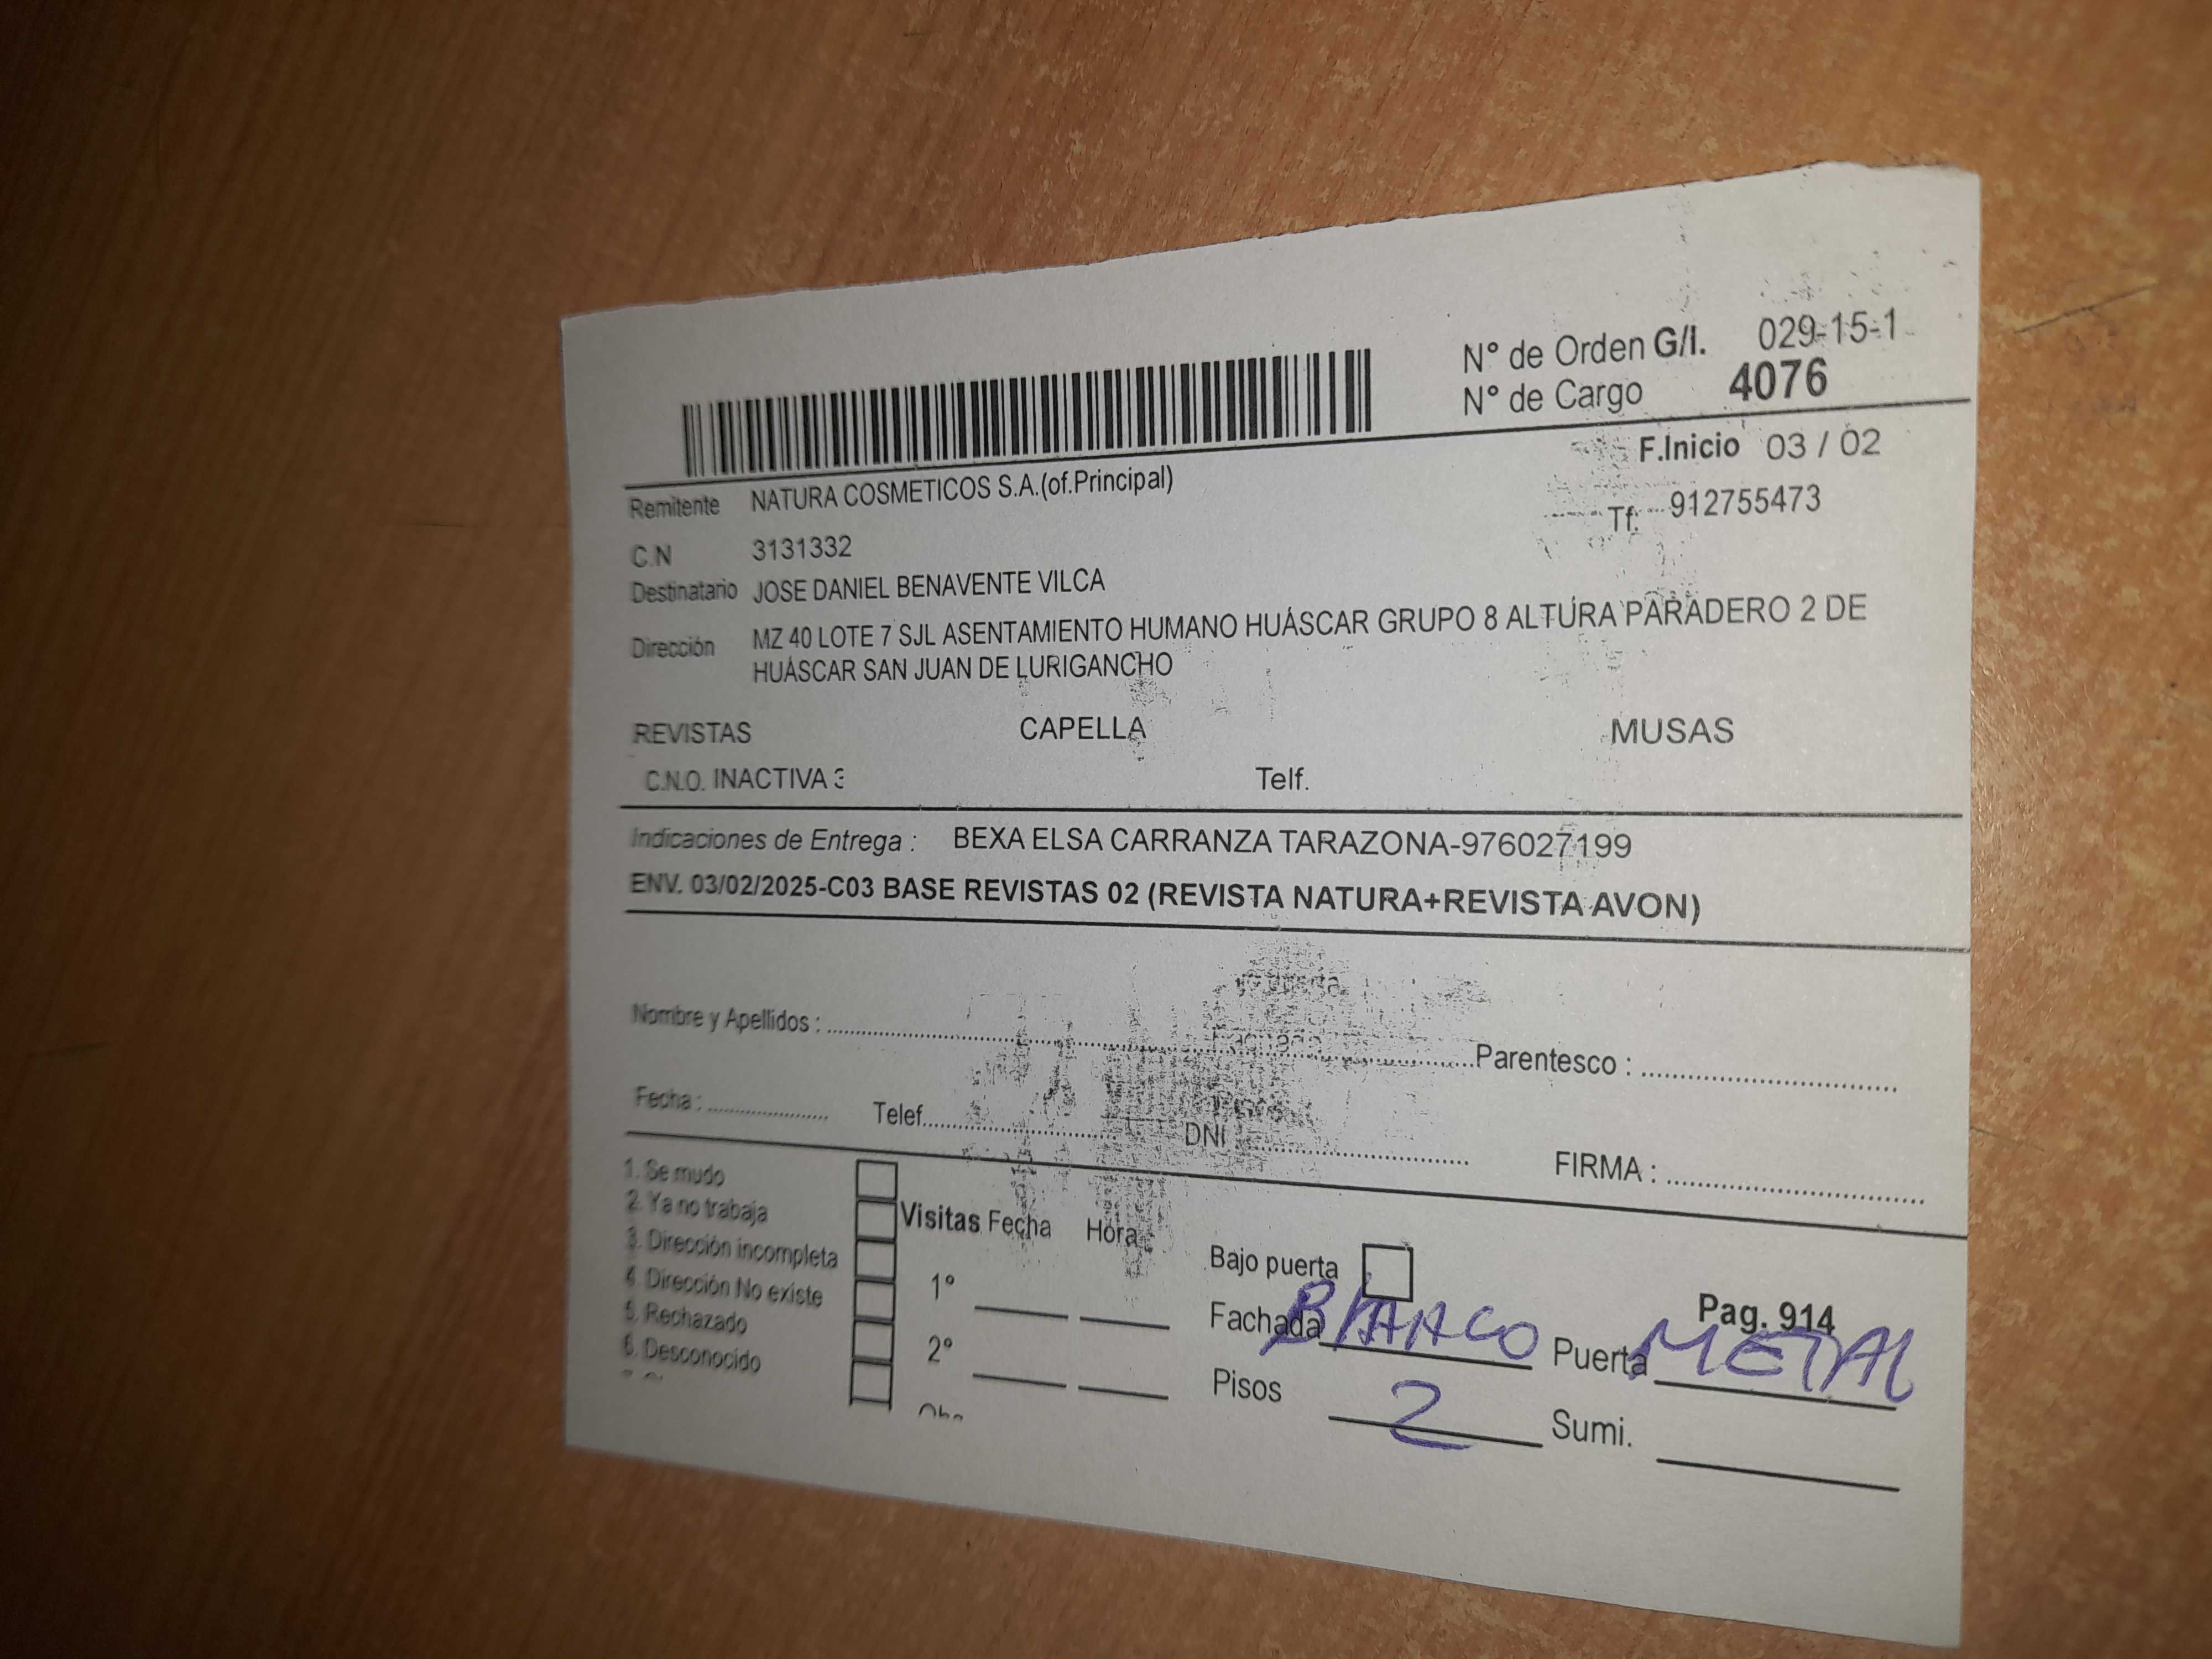 N° de Orden G/I. 029-15-1
N° de Cargo 4076
F.Inicio 03 / 02
Remitente NATURA COSMETICOS S.A.(of.Principal)
Tf: 912755473
C.N 3131332
Destinatario JOSE DANIEL BENAVENTE VILCA
Dirección MZ 40 LOTE 7 SJL ASENTAMIENTO HUMANO HUÁSCAR GRUPO 8 ALTURA PARADERO 2 DE
HUÁSCAR SAN JUAN DE LURIGANCHO
REVISTAS CAPELLA MUSAS
C.N.O. INACTIVA 3 Telf.
Indicaciones de Entrega : BEXA ELSA CARRANZA TARAZONA-976027199
ENV. 03/02/2025-C03 BASE REVISTAS 02 (REVISTA NATURA+REVISTA AVON)
Nombre y Apellidos : Parentesco :
Fecha : Telef. DNI FIRMA :
1. Se mudo
2. Ya no trabaja
3. Dirección incompleta
4. Dirección No existe
5. Rechazado
6. Desconocido
Visitas Fecha Hora
1°
2°
Bajo puerta
Pag. 914
Fachada BLANCO Puerta METAL
Pisos 2 Sumi.